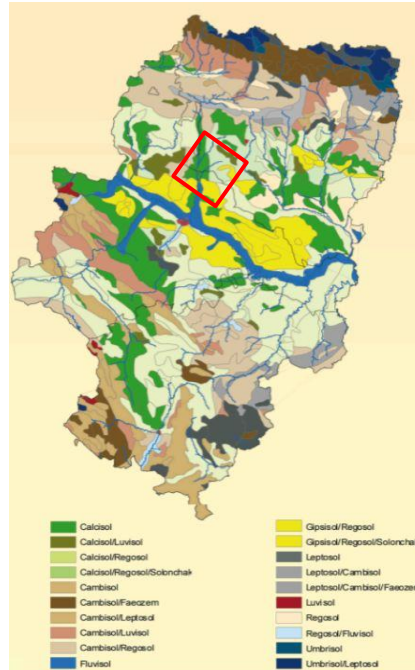 Calcisol
Calcisol/Luvisol
Calcisol/Regosol
Calcisol/Regosol/Solonchak
Cambisol
Cambisol/Faeozem
Cambisol/Leptosol
Cambisol/Luvisol
Cambisol/Regosol
Fluvisol
Gipsisol/Regosol
Gipsisol/Regosol/Soloncha
Leptosol
Leptosol/Cambisol
Leptosol/Cambisol/Faeozem
Luvisol
Regosol
Regosol/Fluvisol
Umbrisol
Umbrisol/Leptosol